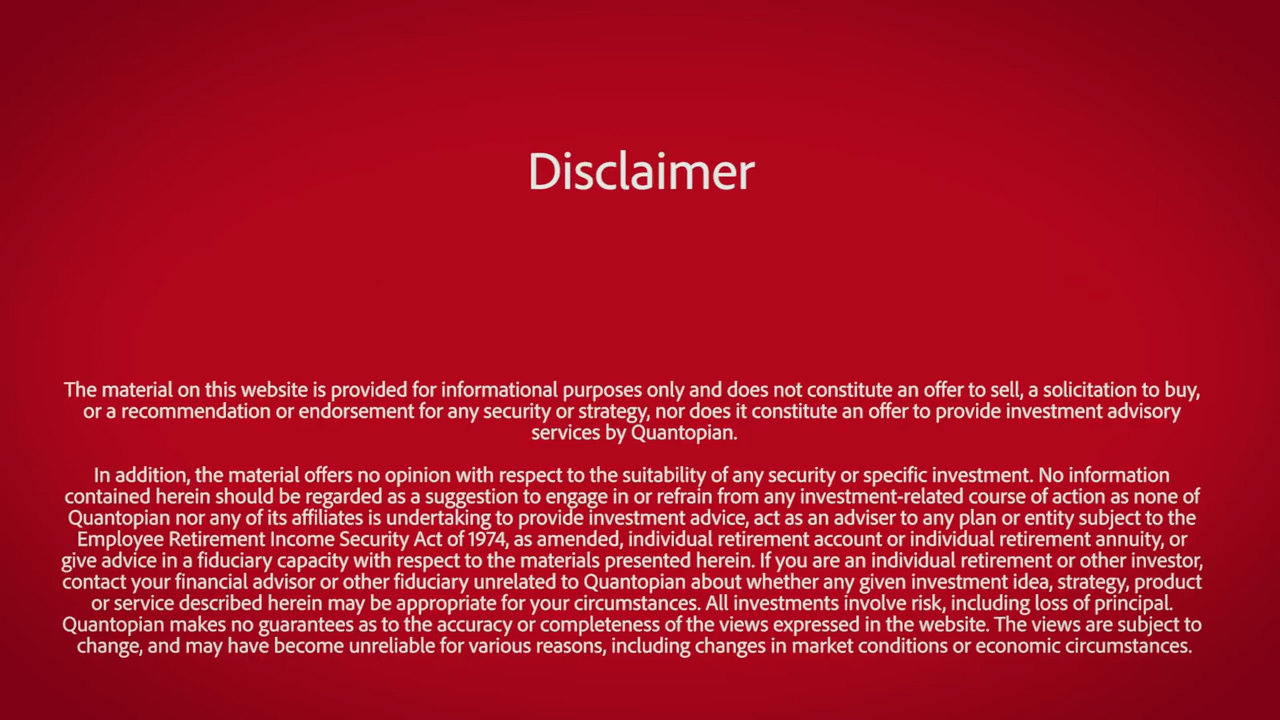 Disclaimer
The material on this website is provided for informational purposes only and does not constitute an offer to sell, a solicitation to buy,
or a recommendation or endorsement for any security or strategy, nor does it constitute an offer to provide investment advisory
services by Quantopian.
In addition, the material offers no opinion with respect to the suitability of any security or specific investment. No information
contained herein should be regarded as a suggestion to engage in or refrain from any investment-related course of action as none of
Quantopian nor any of its affiliates is undertaking to provide investment advice, act as an adviser to any plan or entity subject to the
Employee Retirement Income Security Act of 1974, as amended, individual retirement account or individual retirement annuity, or
give advice in a fiduciary capacity with respect to the materials presented herein. If you are an individual retirement or other investor,
contact your financial advisor or other fiduciary unrelated to Quantopian about whether any given investment idea, strategy, product
or service described herein may be appropriate for your circumstances. All investments involve risk, including loss of principal.
Quantopian makes no guarantees as to the accuracy or completeness of the views expressed in the website. The views are subject to
change, and may have become unreliable for various reasons, including changes in market conditions or economic circumstances.